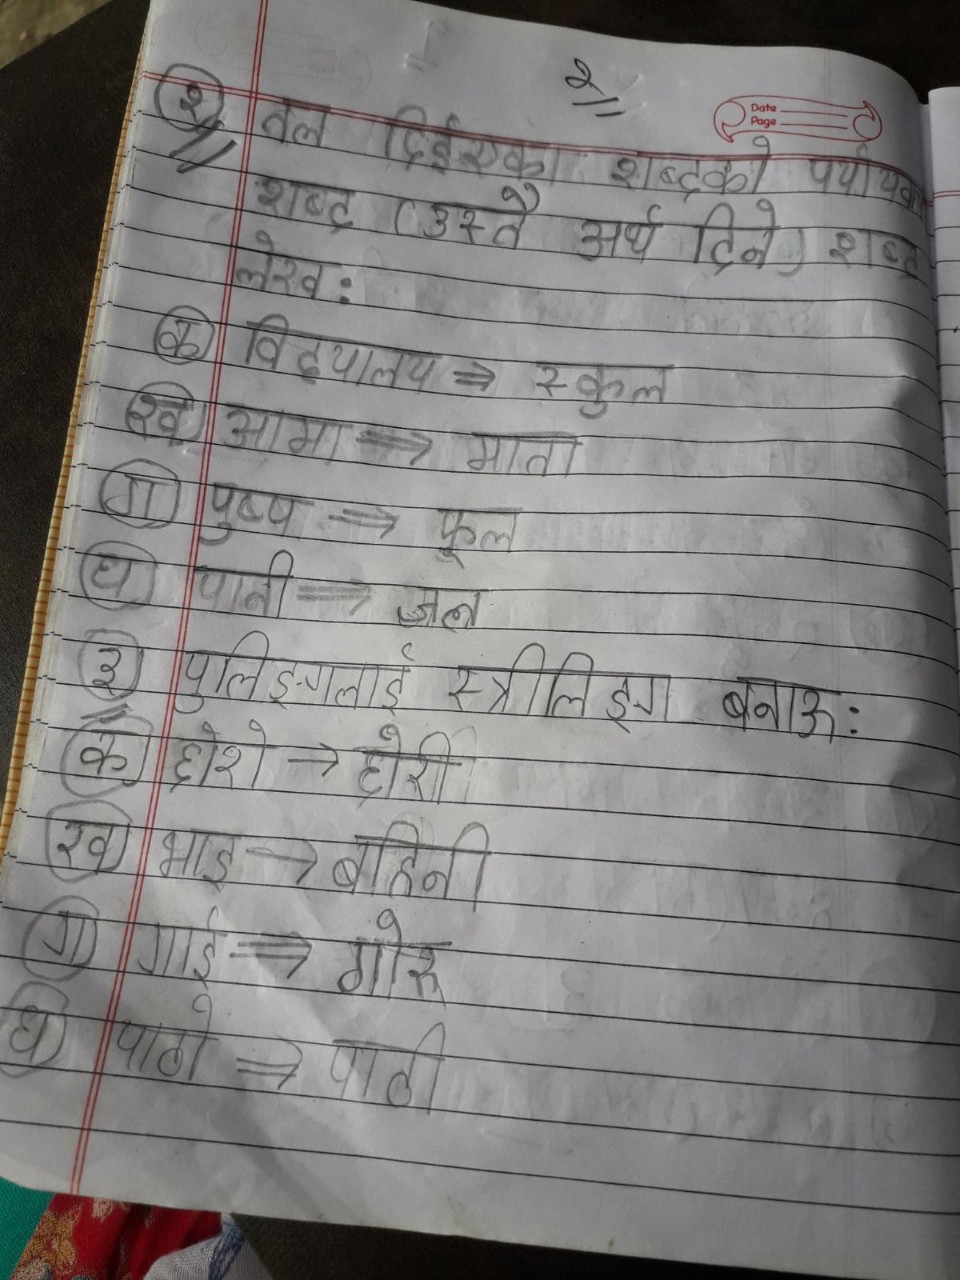 २
Date
Page
२ तल दिईएका शब्दको पर्यायवा
शब्द (उस्तै अर्थ दिने) शब्द
लेख:
क विद्यालय ⇒ स्कुल
ख आमा ⇒ माता
ग पुष्प ⇒ फूल
घ पानी ⇒ जल
३ पुलिङ्गलाई स्त्रीलिङ्ग बनाऊ:
क छोरो → छोरी
ख भाइ → बहिनी
ग गाई ⇒ गोरू
घ पाठो ⇒ पाठी